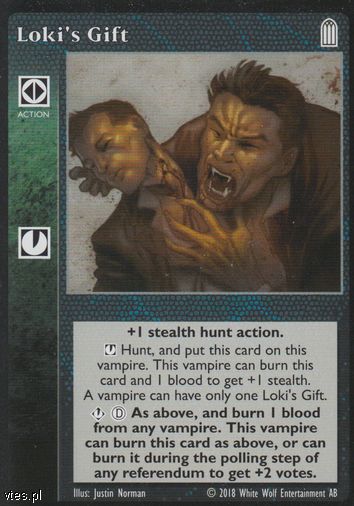 Loki's Gift
ACTION
+1 stealth hunt action.
Hunt, and put this card on this
vampire. This vampire can burn this
card and 1 blood to get +1 stealth.
A vampire can have only one Loki's Gift.
D As above, and burn 1 blood
from any vampire. This vampire
can burn this card as above, or can
burn it during the polling step of
any referendum to get +2 votes.
Illus: Justin Norman © 2018 White Wolf Entertainment AB
vtes.pl